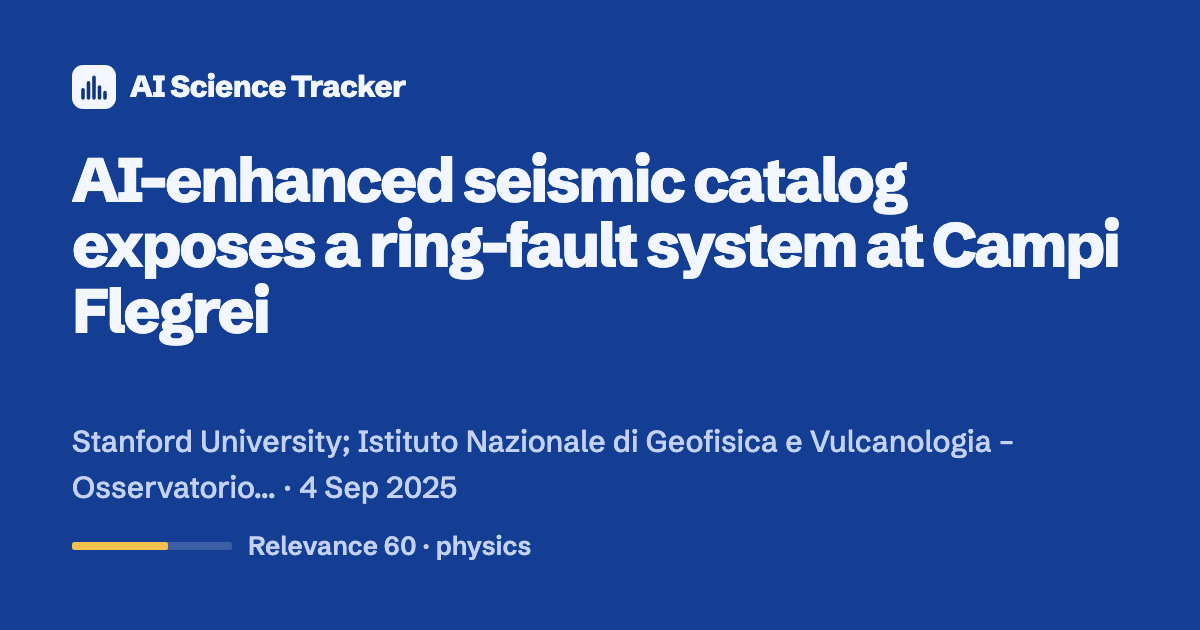 AI Science Tracker
AI-enhanced seismic catalog
exposes a ring-fault system at Campi
Flegrei
Stanford University; Istituto Nazionale di Geofisica e Vulcanologia –
Osservatorio... · 4 Sep 2025
Relevance 60 · physics